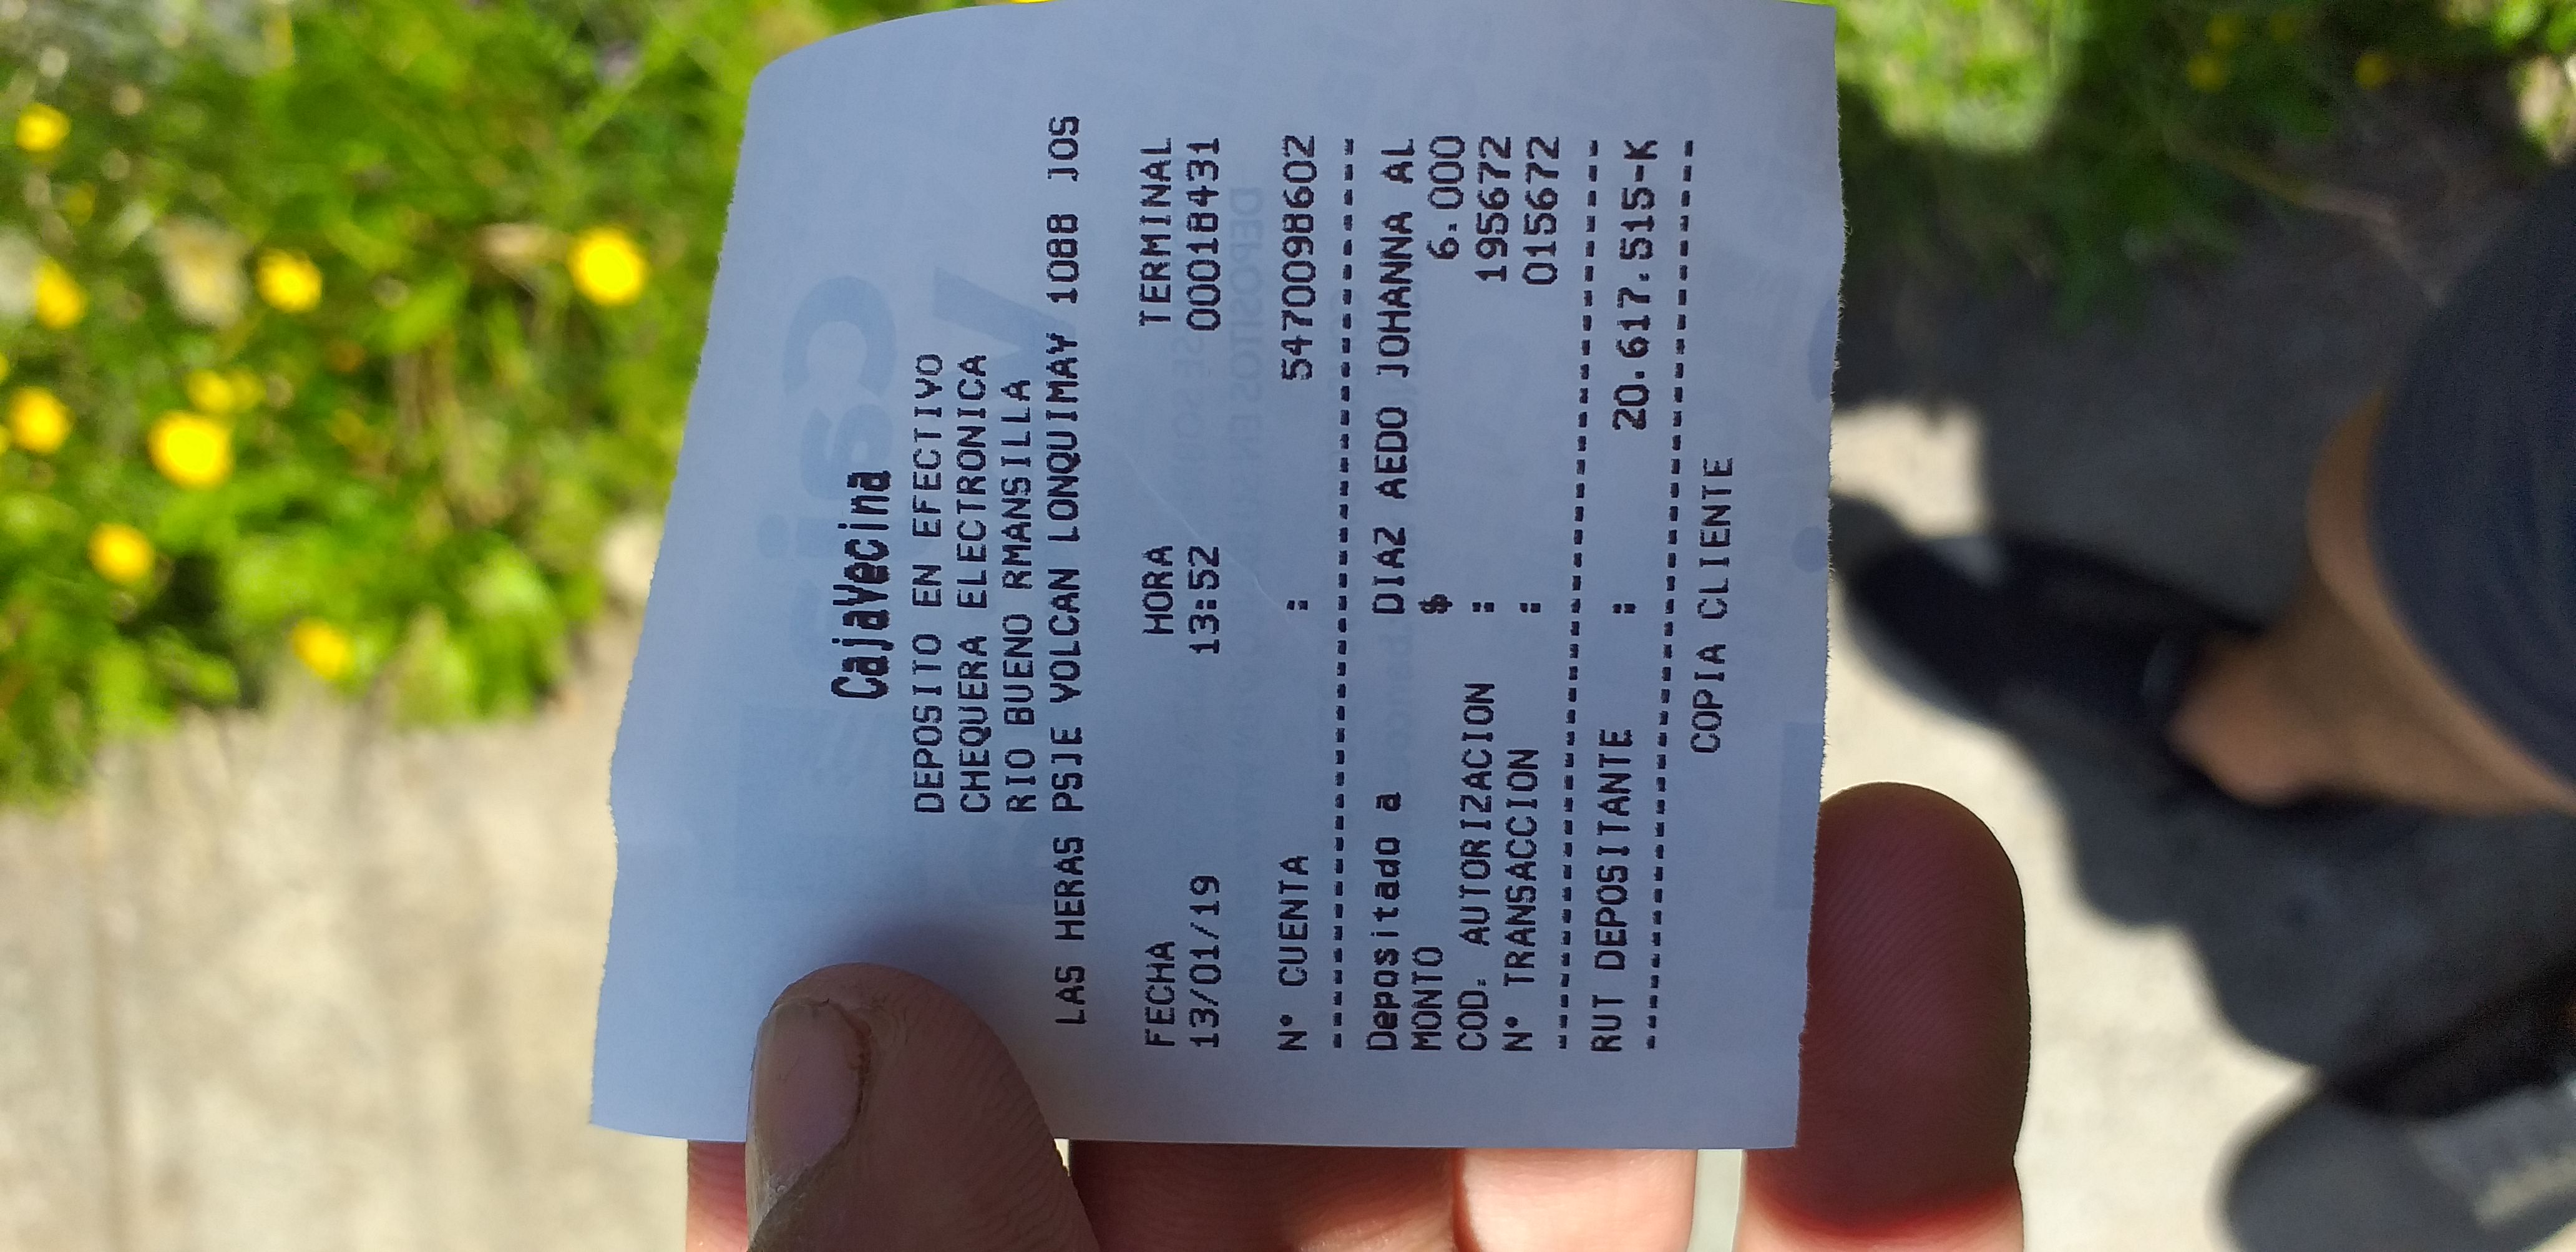 CajaVecina
DEPOSITO EN EFECTIVO
CHEQUERA ELECTRONICA
RIO BUENO RMANSILLA
LAS HERAS PSJE VOLCAN LONQUIMAY 1088 JOS
FECHA HORA TERMINAL
13/01/19 13:52 00018431
N° CUENTA : 5470098602
Depositado a DIAZ AEDO JOHANNA AL
MONTO $ 6.000
COD. AUTORIZACION : 195672
N° TRANSACCION : 015672
RUT DEPOSITANTE : 20.617.515-K
COPIA CLIENTE